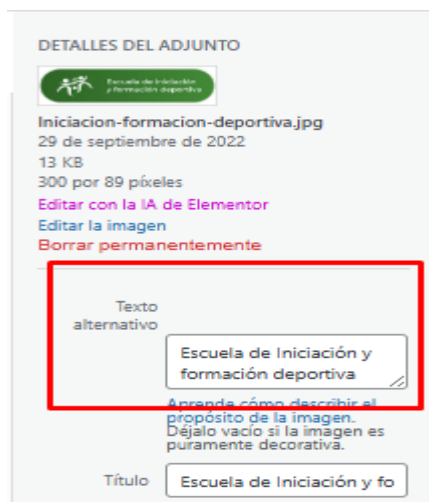 DETALLES DEL ADJUNTO
Escuela de Iniciación
y formación deportiva
Iniciacion-formacion-deportiva.jpg
29 de septiembre de 2022
13 KB
300 por 89 píxeles
Editar con la IA de Elementor
Editar la imagen
Borrar permanentemente
Texto
alternativo
Escuela de Iniciación y
formación deportiva
Aprende cómo describir el
propósito de la imagen.
Déjalo vacío si la imagen es
puramente decorativa.
Título
Escuela de Iniciación y fo